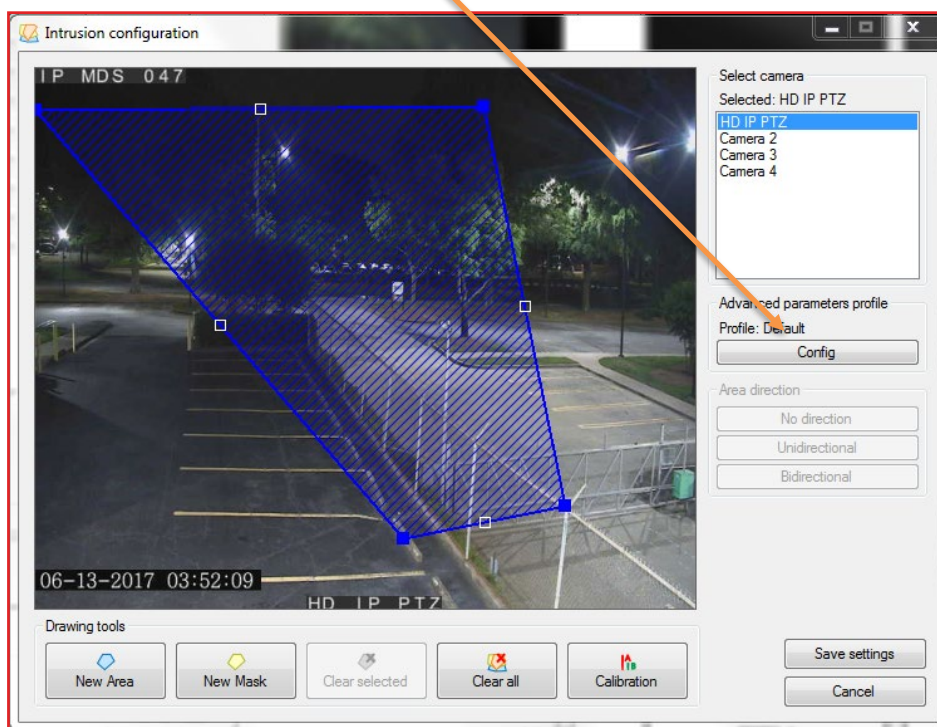 Intrusion configuration
IP MDS 047
06-13-2017 03:52:09
HD IP PTZ
Select camera
Selected: HD IP PTZ
HD IP PTZ
Camera 2
Camera 3
Camera 4
Advanced parameters profile
Profile: Default
Config
Area direction
No direction
Unidirectional
Bidirectional
Drawing tools
New Area
New Mask
Clear selected
Clear all
Calibration
Save settings
Cancel